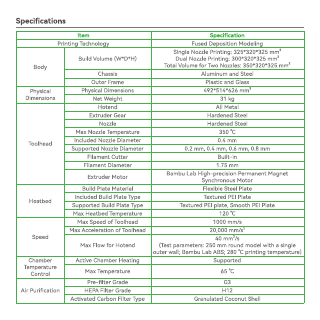 Specifications
Item Specification
Printing Technology Fused Deposition Modeling
Body
Build Volume (W*D*H)
Single Nozzle Printing: 325*320*325 mm³
Dual Nozzle Printing: 300*320*325 mm³
Total Volume for Two Nozzles: 350*320*325 mm³
Chassis Aluminum and Steel
Outer Frame Plastic and Glass
Physical Dimensions
Physical Dimensions 492*514*626 mm³
Net Weight 31 kg
Toolhead
Hotend All Metal
Extruder Gear Hardened Steel
Nozzle Hardened Steel
Max Nozzle Temperature 350 °C
Included Nozzle Diameter 0.4 mm
Supported Nozzle Diameter 0.2 mm, 0.4 mm, 0.6 mm, 0.8 mm
Filament Cutter Built-in
Filament Diameter 1.75 mm
Extruder Motor
Bambu Lab High-precision Permanent Magnet
Synchronous Motor
Heatbed
Build Plate Material Flexible Steel Plate
Included Build Plate Type Textured PEI Plate
Supported Build Plate Type Textured PEI plate, Smooth PEI Plate
Max Heatbed Temperature 120 °C
Speed
Max Speed of Toolhead 1000 mm/s
Max Acceleration of Toolhead 20,000 mm/s²
Max Flow for Hotend
40 mm³/s
(Test parameters: 250 mm round model with a single
outer wall; Bambu Lab ABS; 280 °C printing temperature)
Chamber
Temperature
Control
Active Chamber Heating Supported
Max Temperature 65 °C
Air Purification
Pre-filter Grade G3
HEPA Filter Grade H12
Activated Carbon Filter Type Granulated Coconut Shell